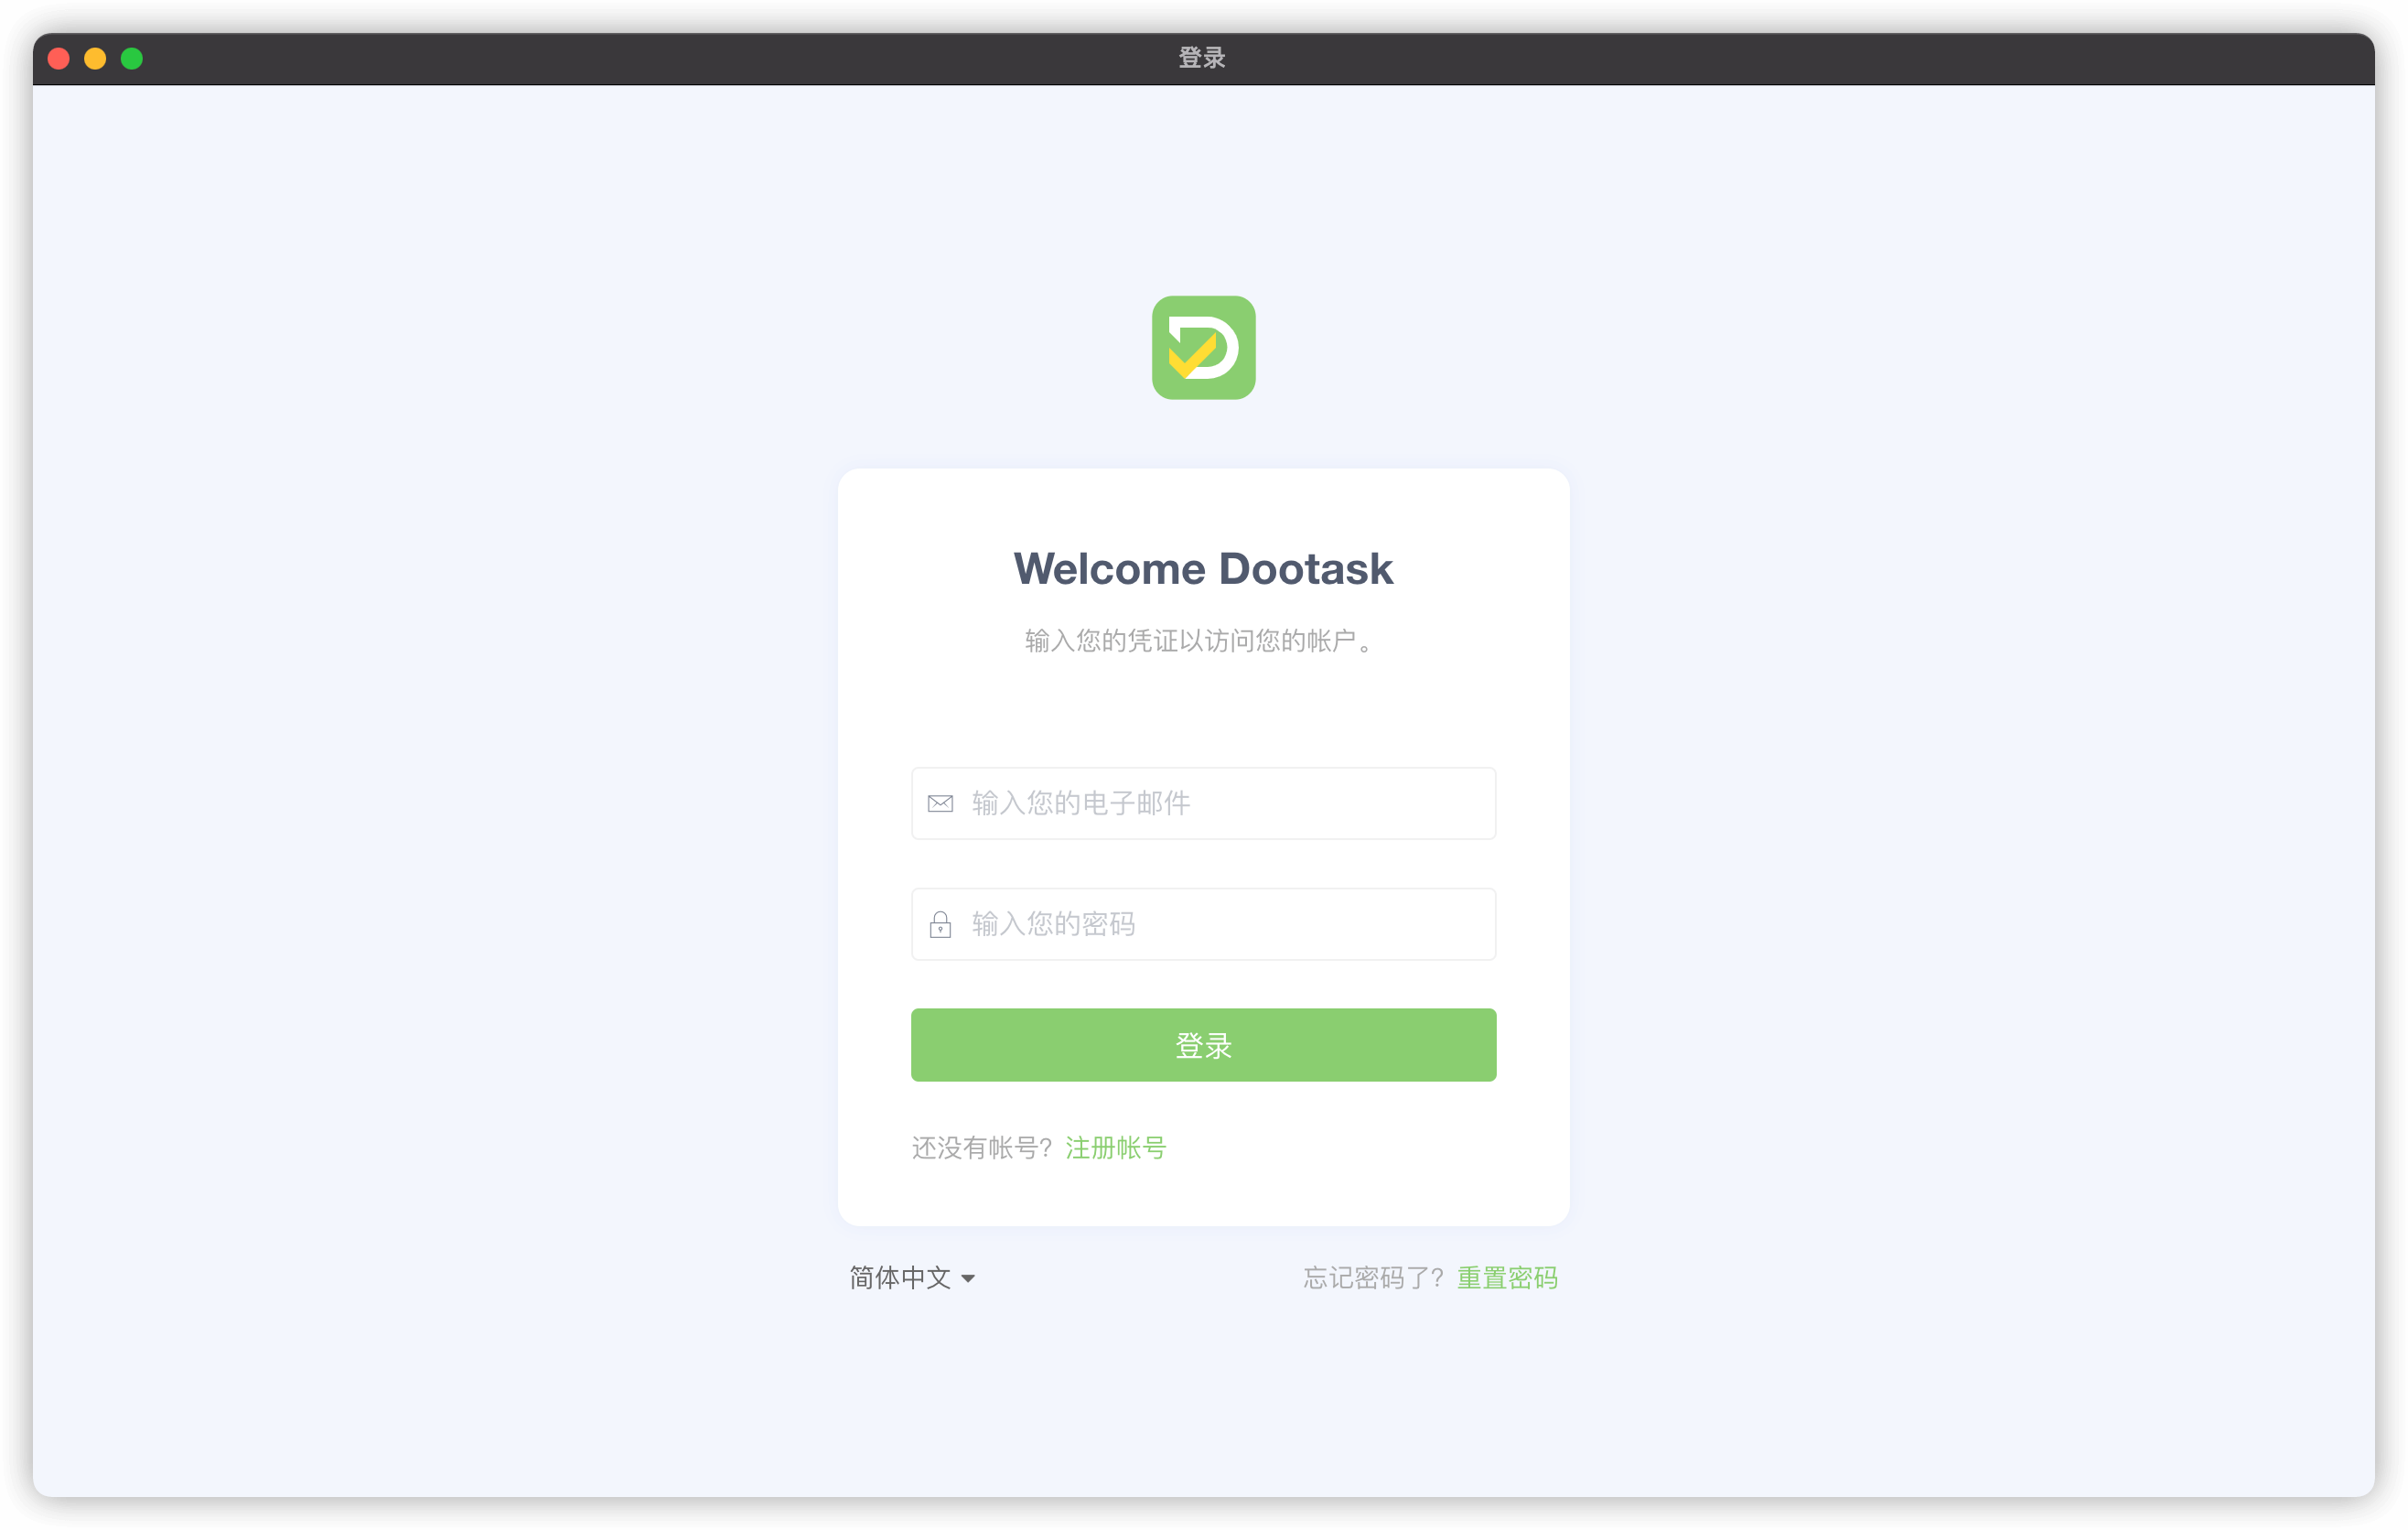 登录
Welcome Dootask
输入您的凭证以访问您的帐户。
输入您的电子邮件
输入您的密码
登录
还没有帐号? 注册帐号
简体中文
忘记密码了? 重置密码